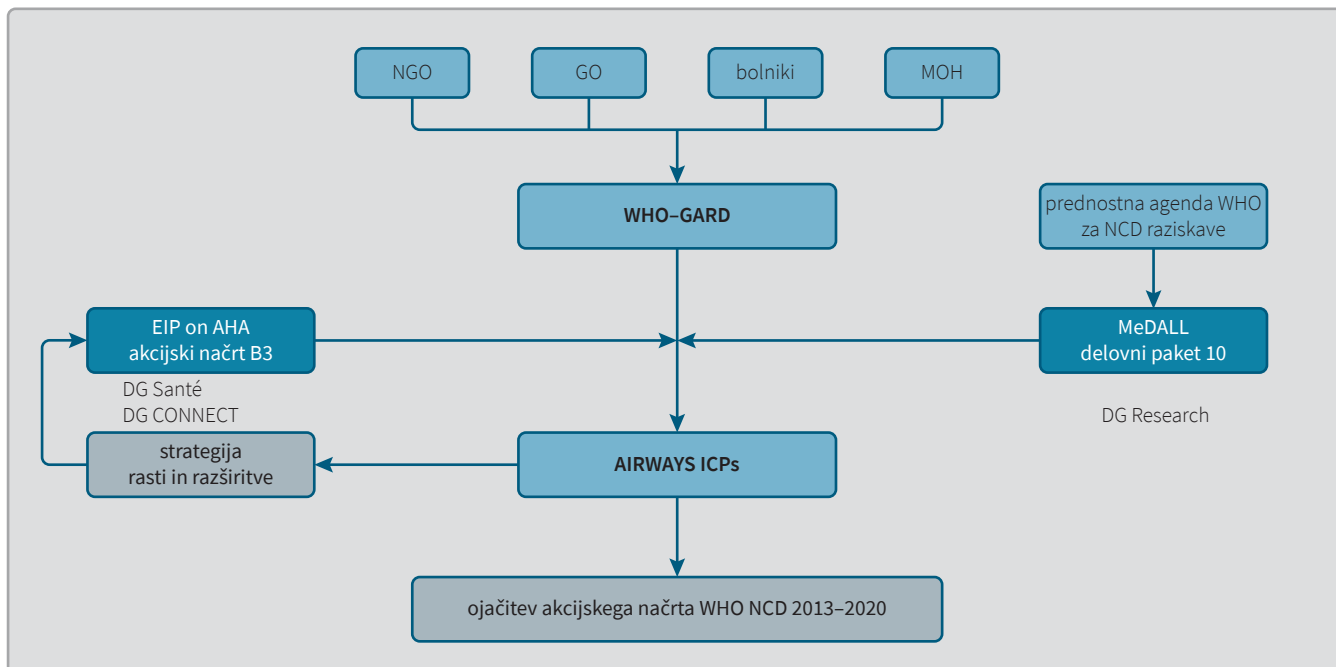 NGO
GO
bolniki
MOH
WHO–GARD
prednostna agenda WHO
za NCD raziskave
EIP on AHA
akcijski načrt B3
MeDALL
delovni paket 10
DG Santé
DG CONNECT
DG Research
strategija
rasti in razširitve
AIRWAYS ICPs
ojačitev akcijskega načrta WHO NCD 2013–2020